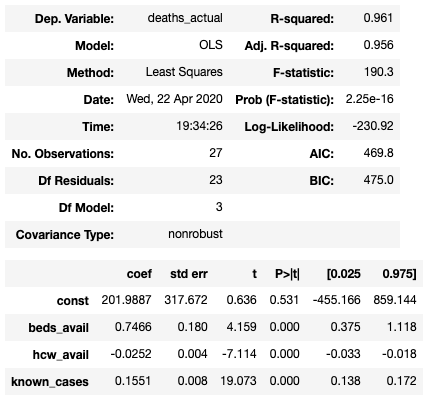 Dep. Variable: deaths_actual R-squared: 0.961
Model: OLS Adj. R-squared: 0.956
Method: Least Squares F-statistic: 190.3
Date: Wed, 22 Apr 2020 Prob (F-statistic): 2.25e-16
Time: 19:34:26 Log-Likelihood: -230.92
No. Observations: 27 AIC: 469.8
Df Residuals: 23 BIC: 475.0
Df Model: 3
Covariance Type: nonrobust
coef std err t P>|t| [0.025 0.975]
const 201.9887 317.672 0.636 0.531 -455.166 859.144
beds_avail 0.7466 0.180 4.159 0.000 0.375 1.118
hcw_avail -0.0252 0.004 -7.114 0.000 -0.033 -0.018
known_cases 0.1551 0.008 19.073 0.000 0.138 0.172